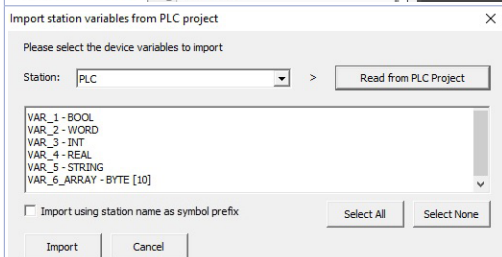 Import station variables from PLC project
Please select the device variables to import
Station: PLC > Read from PLC Project
VAR_1 - BOOL
VAR_2 - WORD
VAR_3 - INT
VAR_4 - REAL
VAR_5 - STRING
VAR_6_ARRAY - BYTE [10]
Import using station name as symbol prefix
Select All Select None
Import Cancel